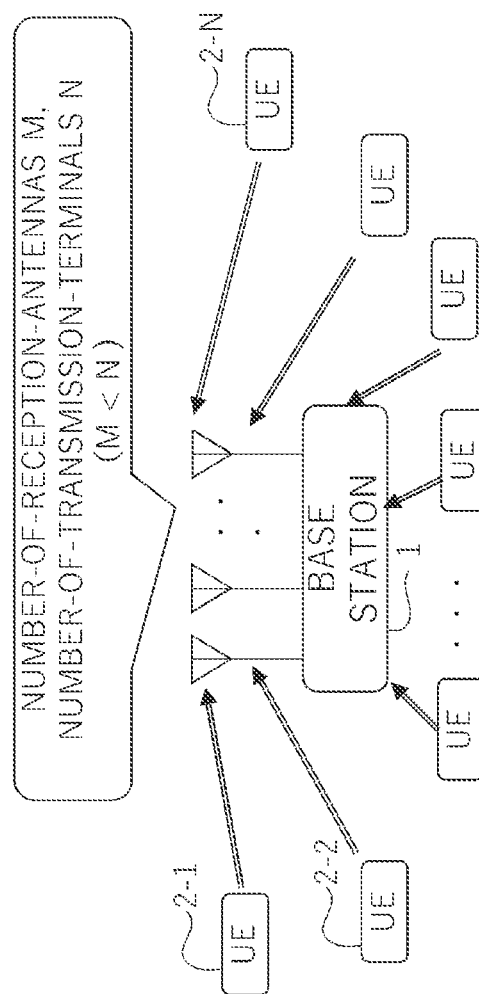 NUMBER-OF-RECEPTION-ANTENNAS M,
NUMBER-OF-TRANSMISSION-TERMINALS N
(M < N)
2-1
UE
2-2
UE
UE
BASE
STATION
1
UE
UE
UE
2-N
UE